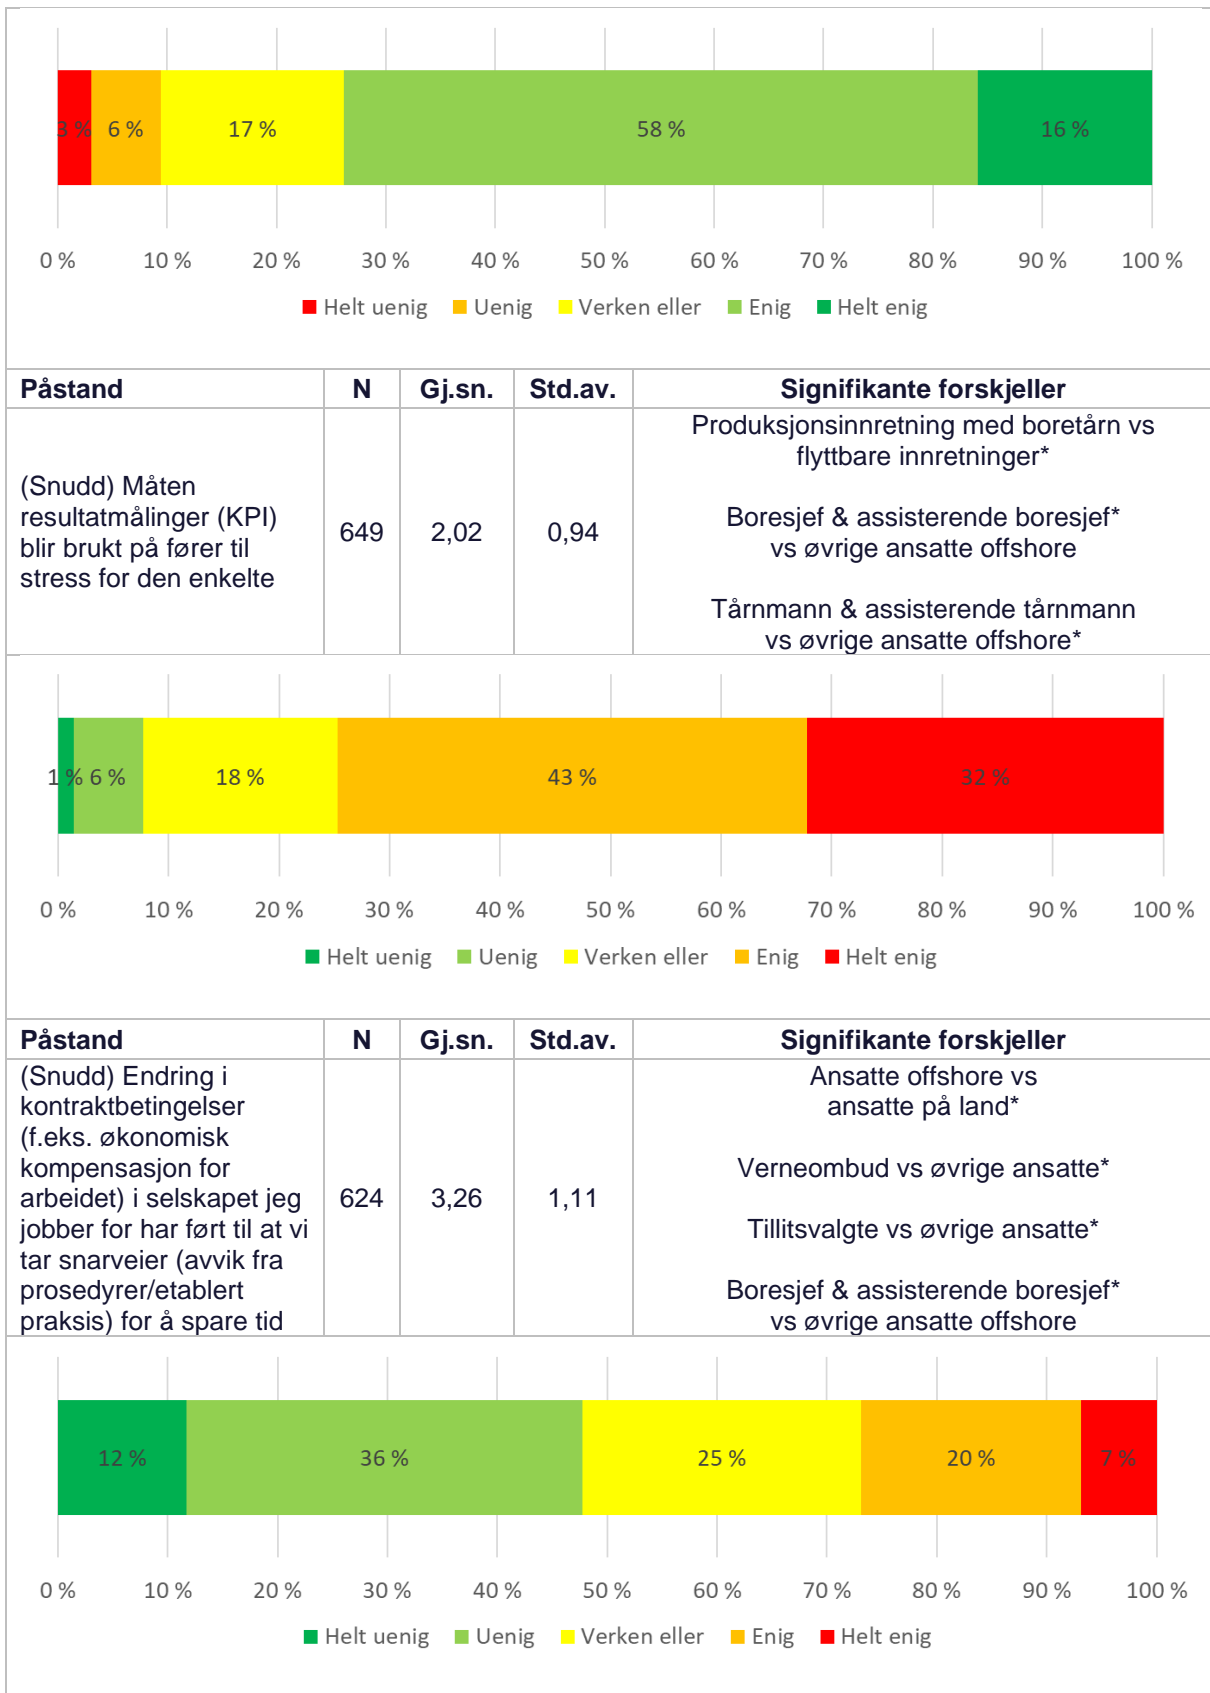 3 %
6 %
17 %
58 %
16 %
0 % 10 % 20 % 30 % 40 % 50 % 60 % 70 % 80 % 90 % 100 %
Helt uenig Uenig Verken eller Enig Helt enig
Påstand N Gj.sn. Std.av. Signifikante forskjeller
(Snudd) Måten
resultatmålinger (KPI)
blir brukt på fører til
stress for den enkelte
649
2,02
0,94
Produksjonsinnretning med boretårn vs
flyttbare innretninger*
Boresjef & assisterende boresjef*
vs øvrige ansatte offshore
Tårnmann & assisterende tårnmann
vs øvrige ansatte offshore*
1 %
6 %
18 %
43 %
32 %
0 % 10 % 20 % 30 % 40 % 50 % 60 % 70 % 80 % 90 % 100 %
Helt uenig Uenig Verken eller Enig Helt enig
Påstand N Gj.sn. Std.av. Signifikante forskjeller
(Snudd) Endring i
kontraktbetingelser
(f.eks. økonomisk
kompensasjon for
arbeidet) i selskapet jeg
jobber for har ført til at vi
tar snarveier (avvik fra
prosedyrer/etablert
praksis) for å spare tid
624
3,26
1,11
Ansatte offshore vs
ansatte på land*
Verneombud vs øvrige ansatte*
Tillitsvalgte vs øvrige ansatte*
Boresjef & assisterende boresjef*
vs øvrige ansatte offshore
12 %
36 %
25 %
20 %
7 %
0 % 10 % 20 % 30 % 40 % 50 % 60 % 70 % 80 % 90 % 100 %
Helt uenig Uenig Verken eller Enig Helt enig